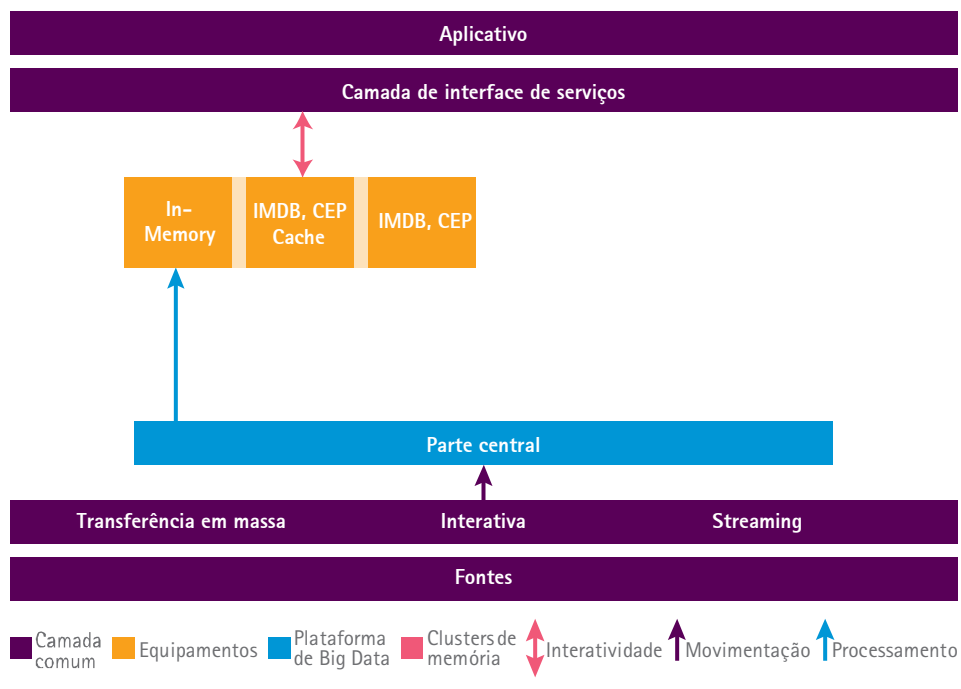 Aplicativo
Camada de interface de serviços
In-
Memory
IMDB, CEP
Cache
IMDB, CEP
Parte central
Transferência em massa
Interativa
Streaming
Fontes
Camada
comum
Equipamentos
Plataforma
de Big Data
Clusters de
memória
Interatividade
Movimentação
Processamento